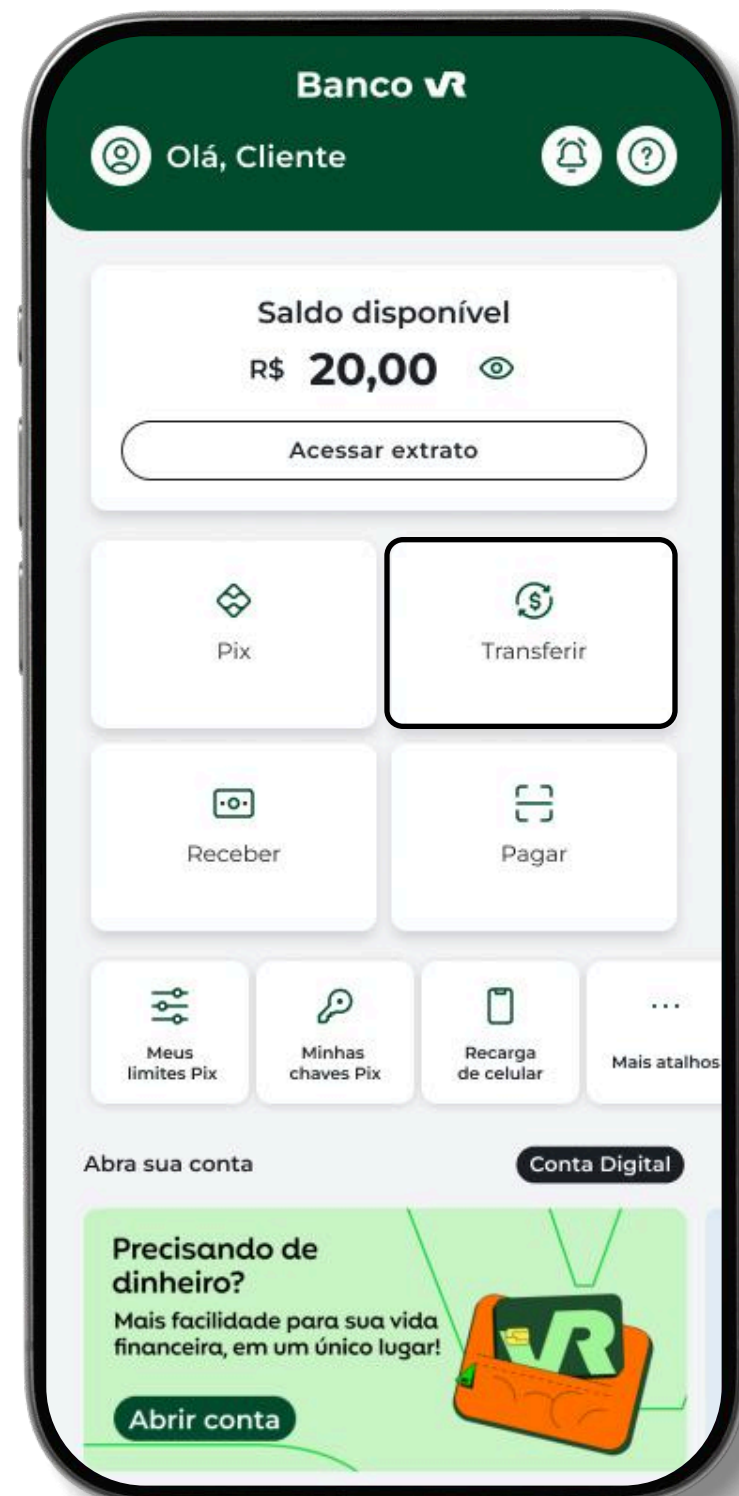 Banco VR
Olá, Cliente
Saldo disponível
R$ 20,00
Acessar extrato
Pix
Transferir
Receber
Pagar
Meus
limites Pix
Minhas
chaves Pix
Recarga
de celular
Mais atalhos
Abra sua conta
Conta Digital
Precisando de
dinheiro?
Mais facilidade para sua vida
financeira, em um único lugar!
VR
Abrir conta